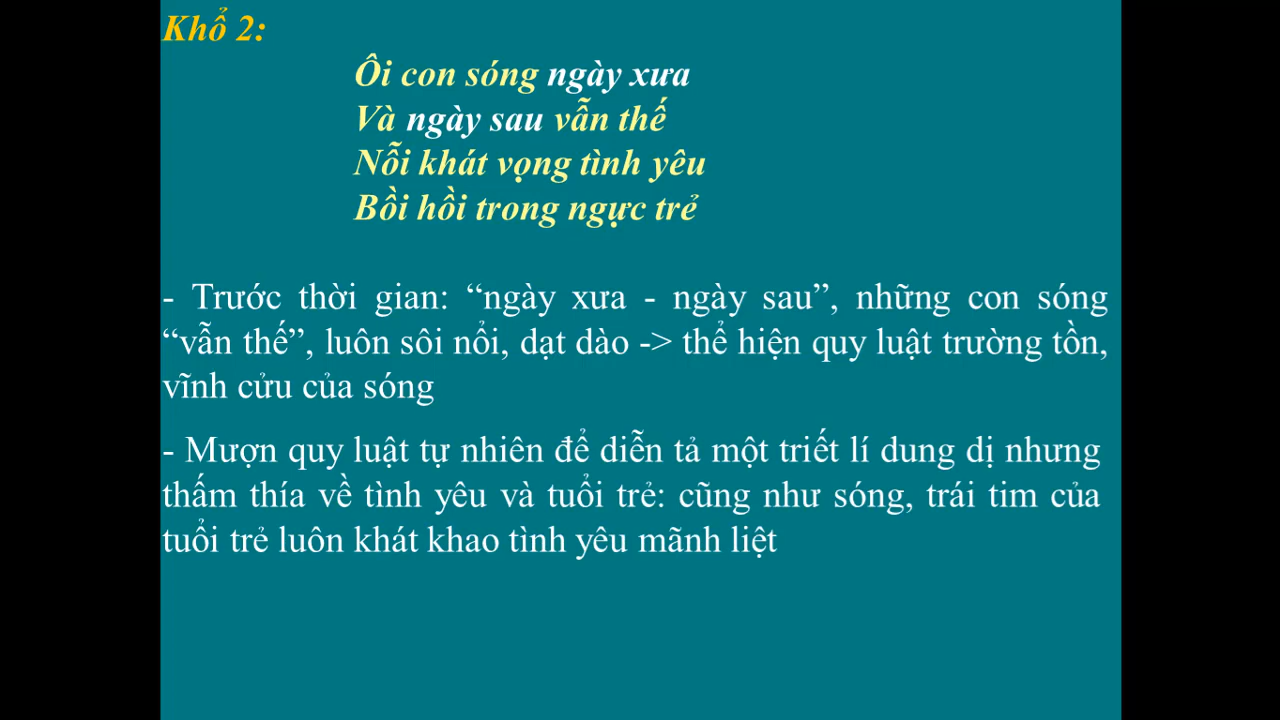 Khổ 2:
Ôi con sóng ngày xưa
Và ngày sau vẫn thế
Nỗi khát vọng tình yêu
Bồi hồi trong ngực trẻ
- Trước thời gian: “ngày xưa - ngày sau”, những con sóng
“vẫn thế”, luôn sôi nổi, dạt dào -> thể hiện quy luật trường tồn,
vĩnh cửu của sóng
- Mượn quy luật tự nhiên để diễn tả một triết lí dung dị nhưng
thấm thía về tình yêu và tuổi trẻ: cũng như sóng, trái tim của
tuổi trẻ luôn khát khao tình yêu mãnh liệt